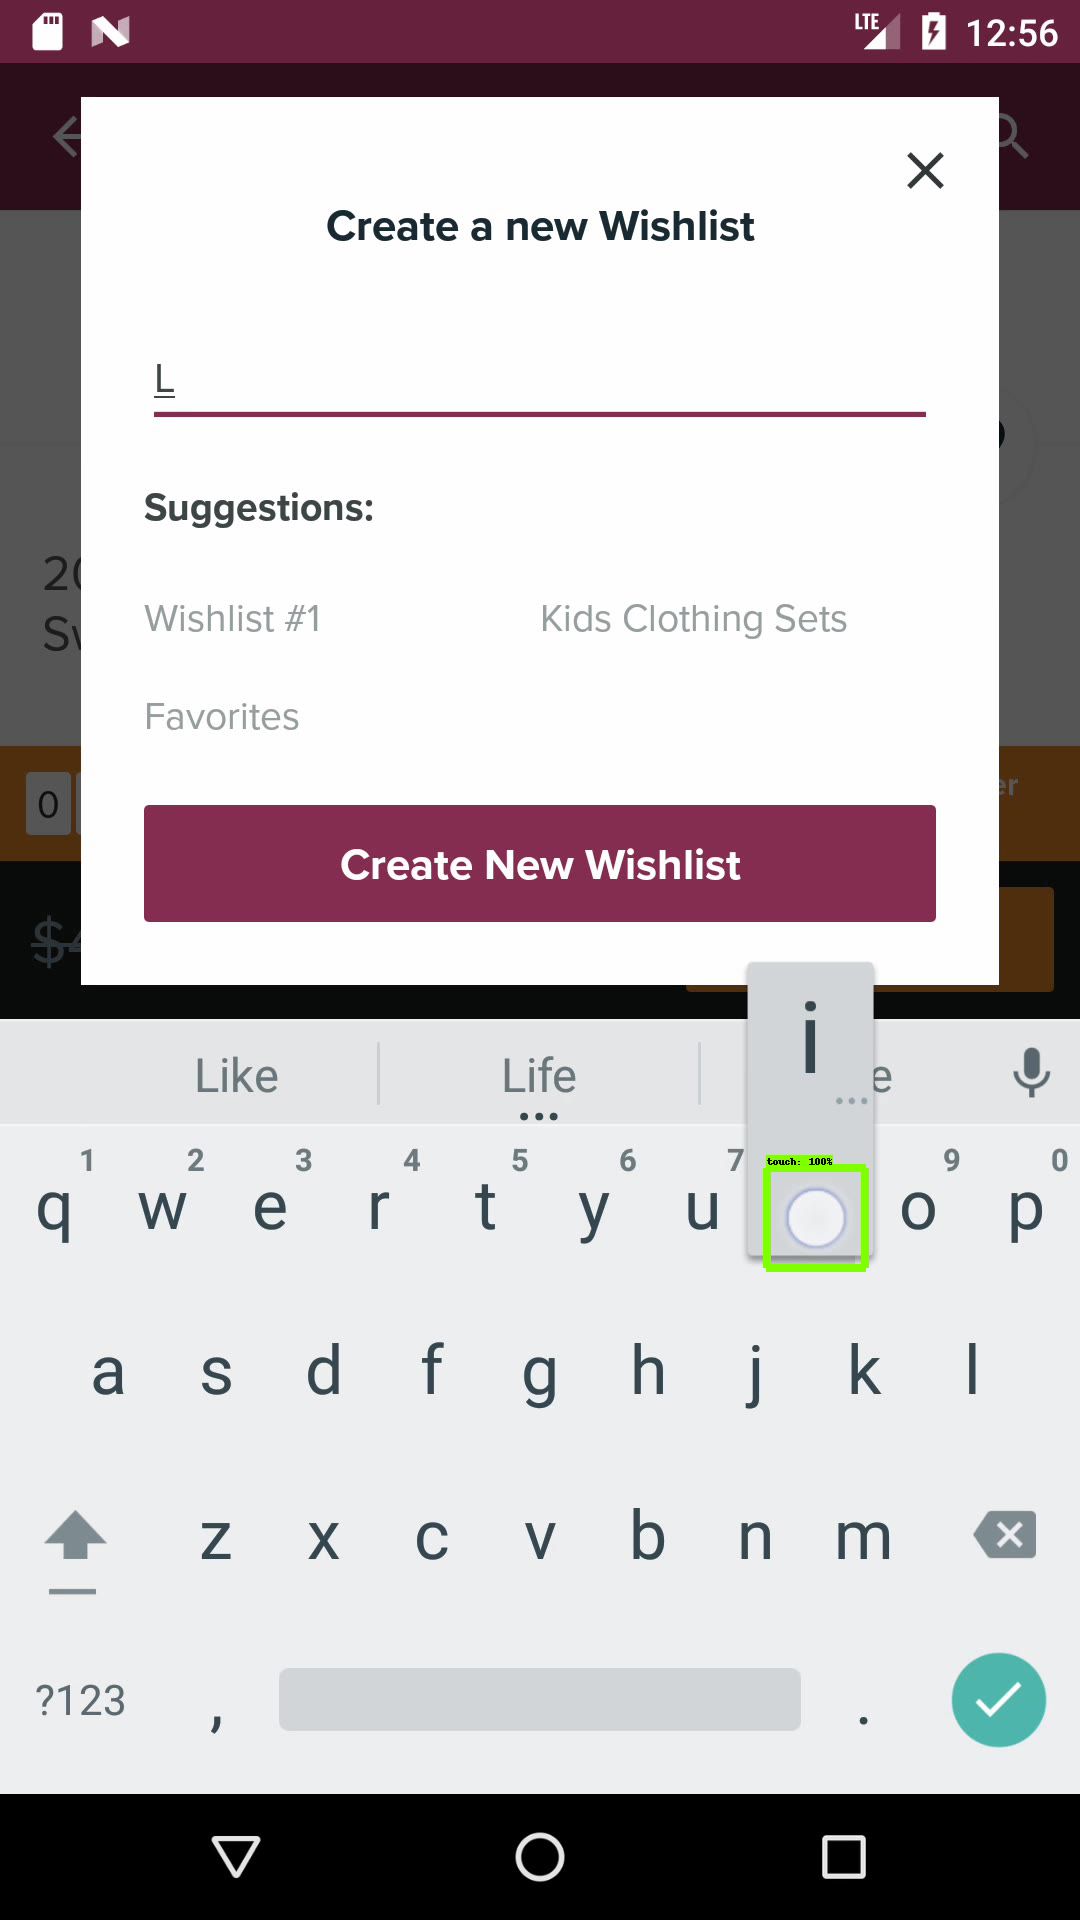 LTE 12:56
Create a new Wishlist
L
Suggestions:
Wishlist #1 Kids Clothing Sets
Favorites
0
Create New Wishlist
Like Life
1 2 3 4 5 6 7 9 0
touch: 100%
q w e r t y u i o p
a s d f g h j k l
z x c v b n m
?123 , .